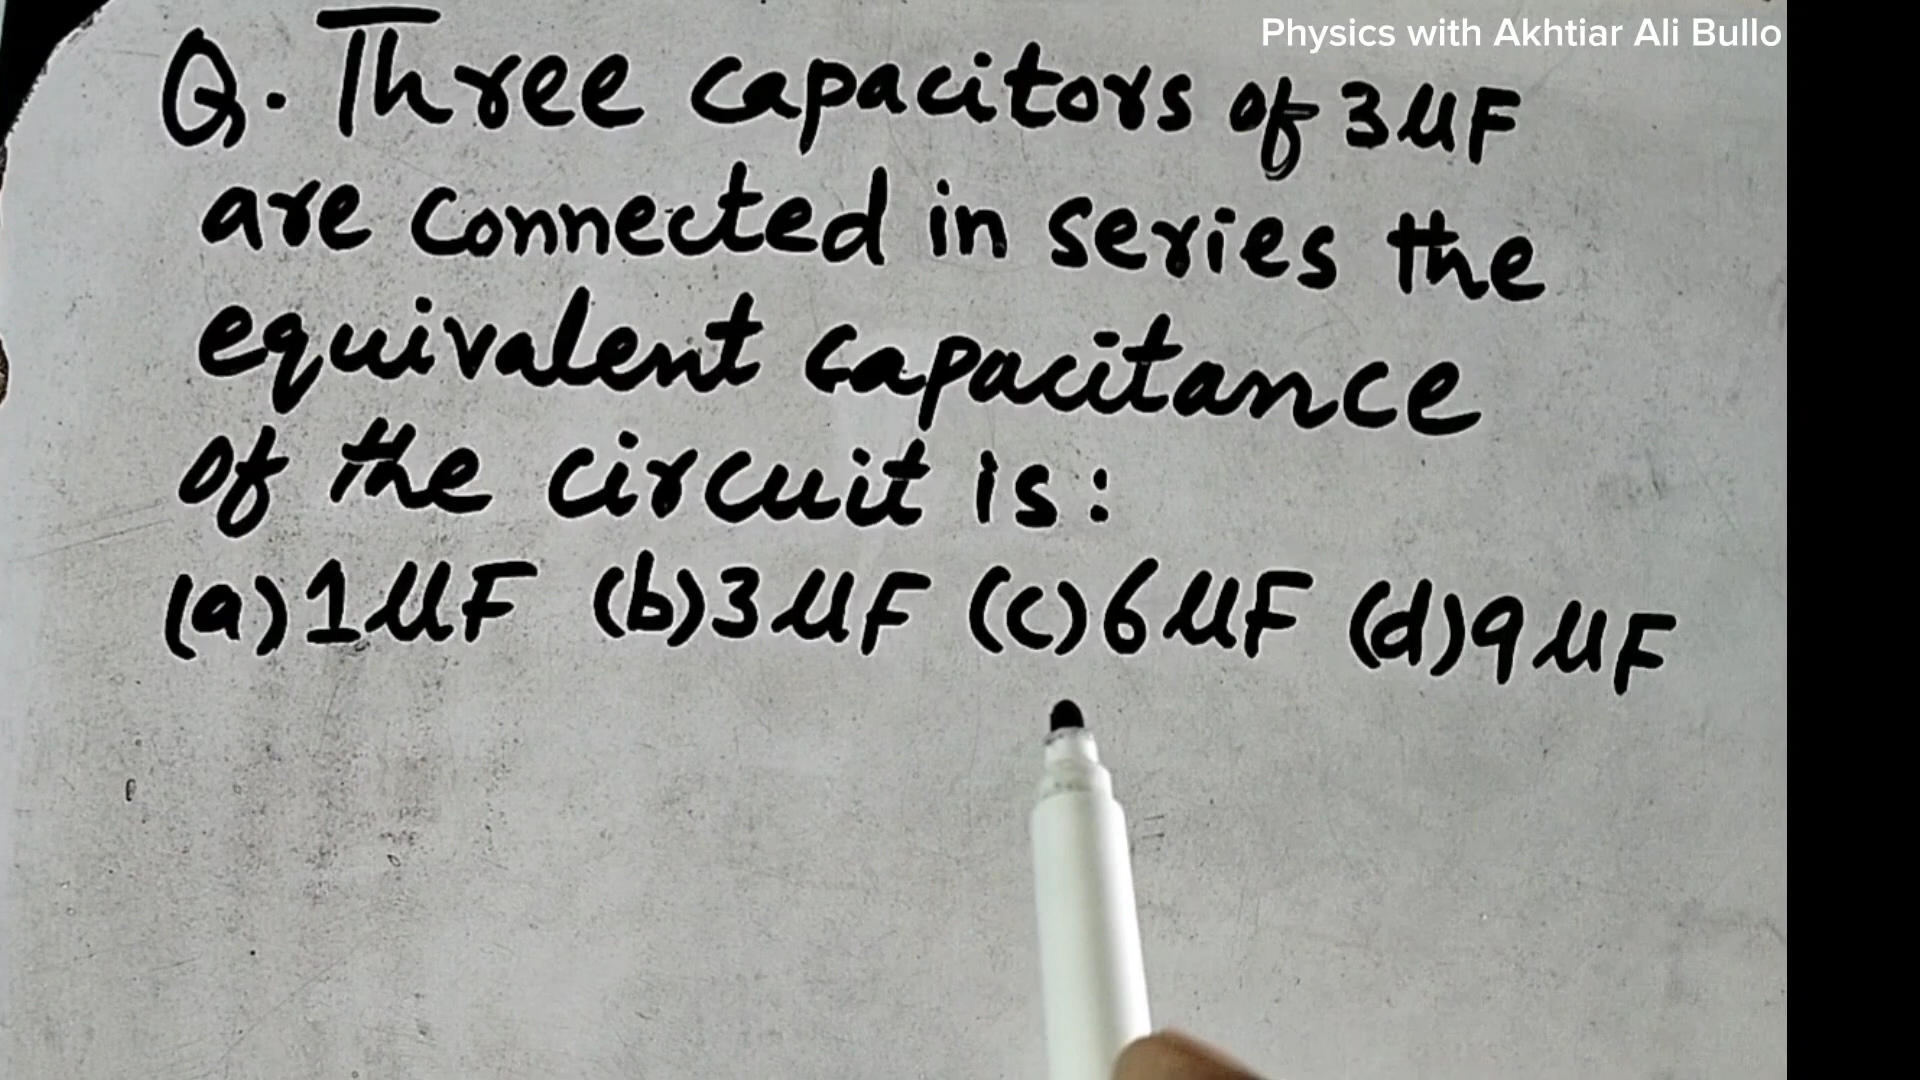 Physics with Akhtiar Ali Bullo
Q. Three capacitors of 3μF
are connected in series the
equivalent capacitance
of the circuit is:
(a) 1μF (b) 3μF (c) 6μF (d) 9μF